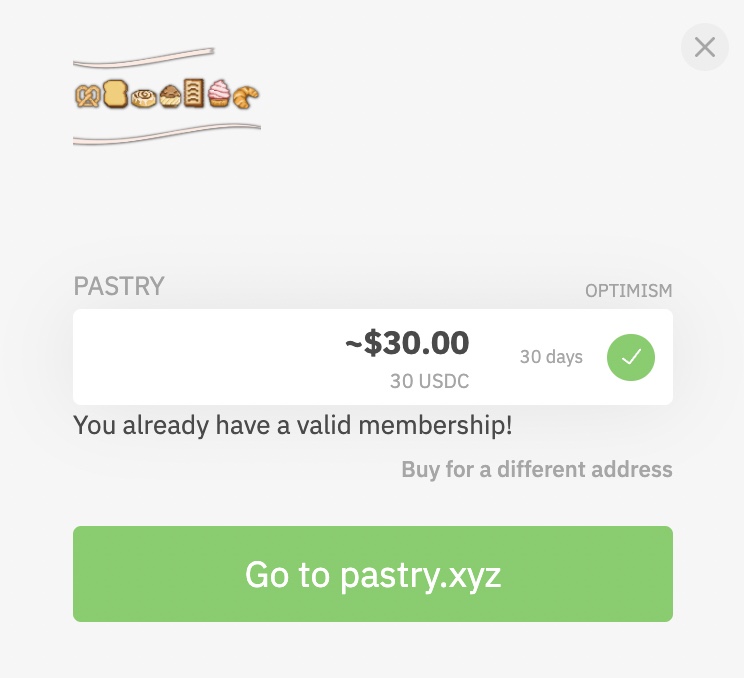 PASTRY
OPTIMISM
~$30.00
30 USDC
30 days
You already have a valid membership!
Buy for a different address
Go to pastry.xyz